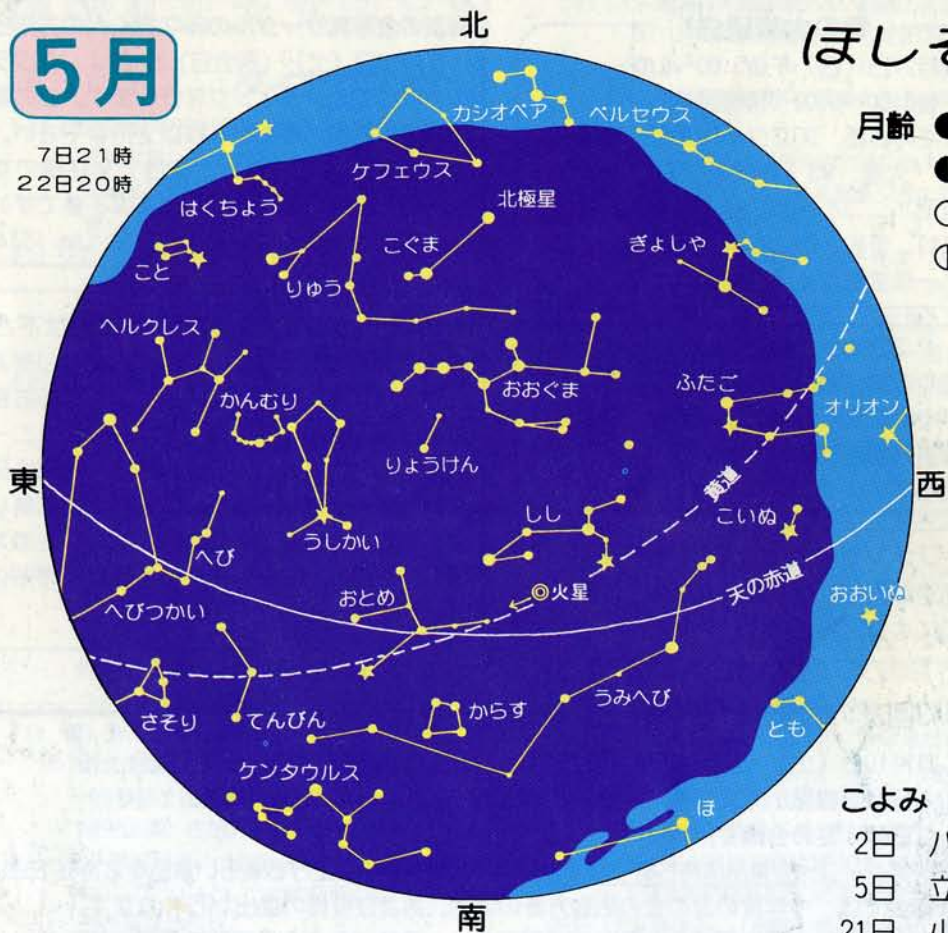 5月
7日21時
22日20時
北
ほしぞ
月齢
カシオペア
ペルセウス
ケフェウス
はくちょう
北極星
こぐま
ぎょしゃ
こと
りゅう
ヘルクレス
おおぐま
ふたご
かんむり
オリオン
りょうけん
東
西
黄道
しし
こいぬ
うしかい
へび
天の赤道
おとめ
火星
おおいぬ
へびつかい
うみへび
さそり
てんびん
からす
とも
ケンタウルス
ほ
南
こよみ
2日
5日 立
21日 小